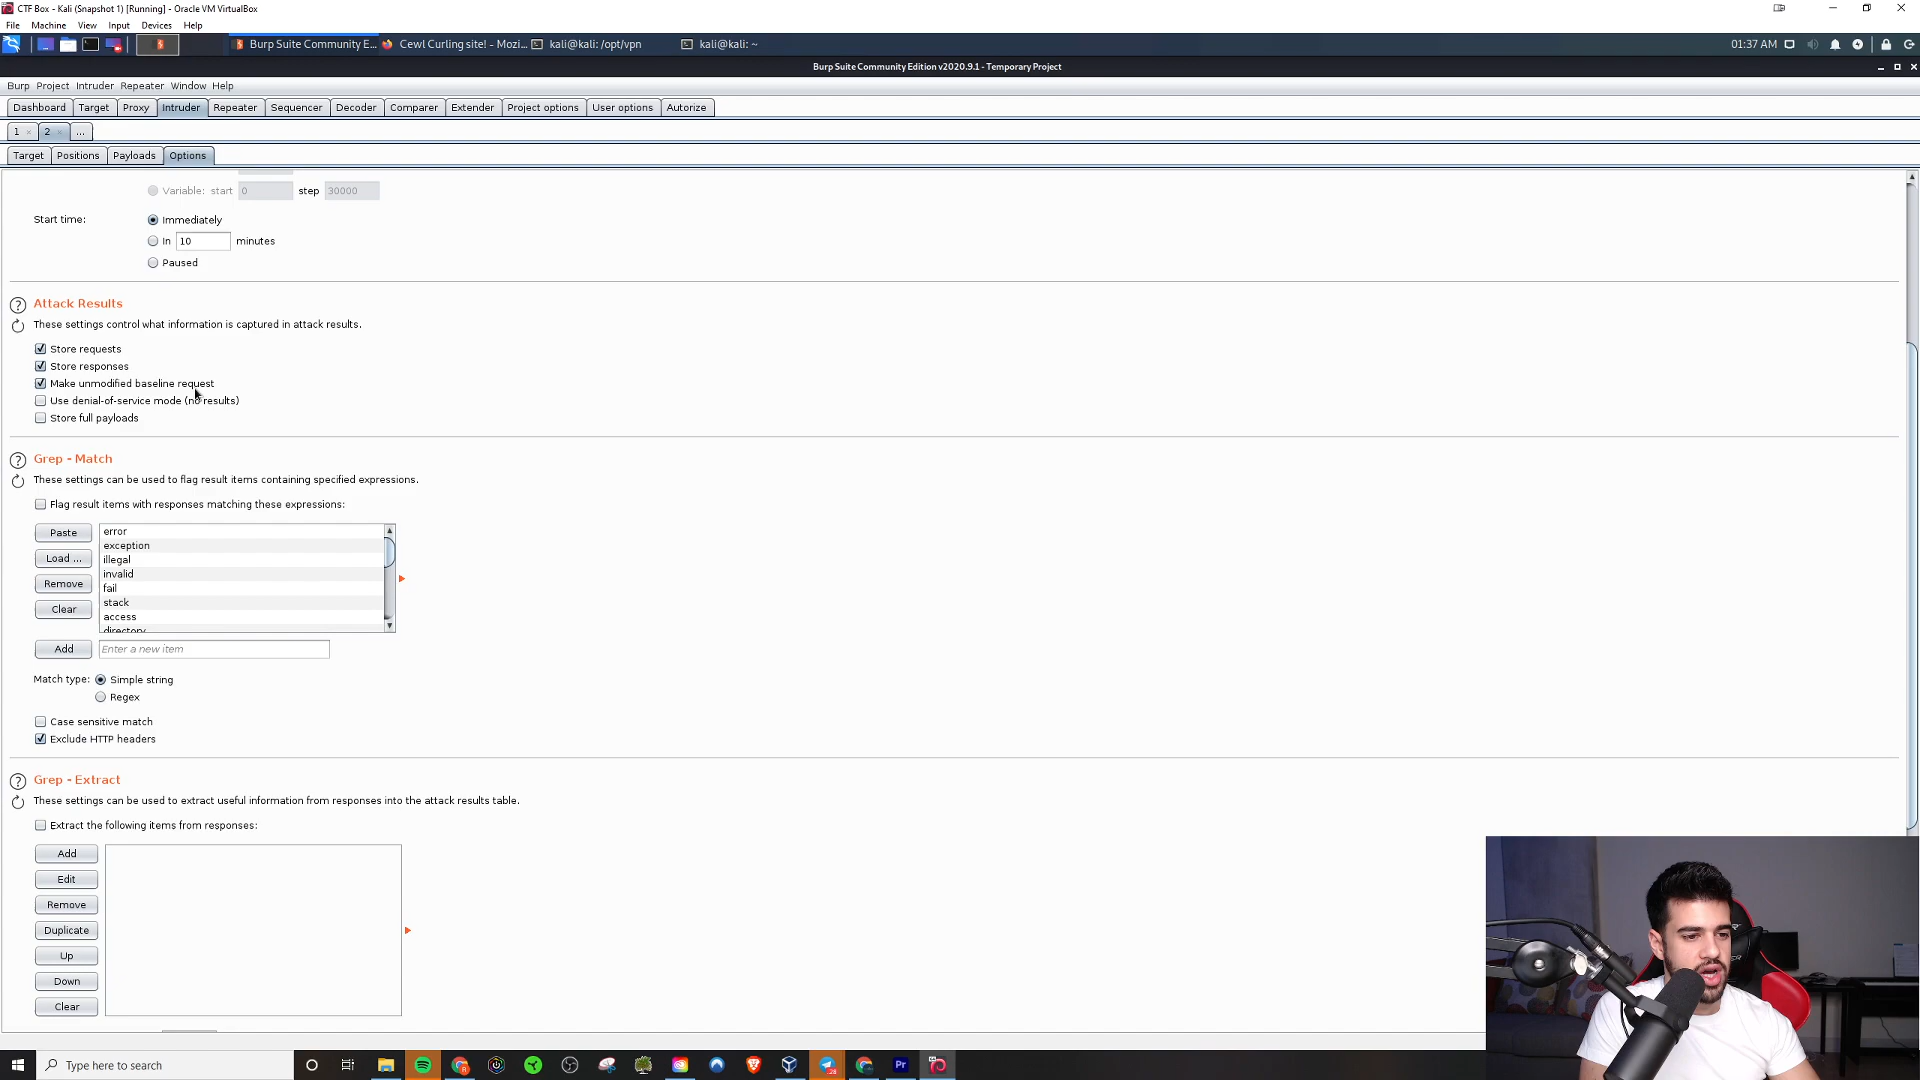 CTF Box - Kali (Snapshot 1) [Running] - Oracle VM VirtualBox
File Machine View Input Devices Help
Burp Suite Community E... Cewl Curling site! - Mozi... kali@kali: /opt/vpn kali@kali: ~ 01:37 AM
Burp Suite Community Edition v2020.9.1 - Temporary Project
Burp Project Intruder Repeater Window Help
Dashboard Target Proxy Intruder Repeater Sequencer Decoder Comparer Extender Project options User options Autorize
1 × 2 × ...
Target Positions Payloads Options
Variable: start 0 step 30000
Start time: Immediately
In 10 minutes
Paused
? Attack Results
These settings control what information is captured in attack results.
Store requests
Store responses
Make unmodified baseline request
Use denial-of-service mode (no results)
Store full payloads
? Grep - Match
These settings can be used to flag result items containing specified expressions.
Flag result items with responses matching these expressions:
Paste error
exception
Load ... illegal
invalid
Remove fail
stack
Clear access
directory
Add Enter a new item
Match type: Simple string
Regex
Case sensitive match
Exclude HTTP headers
? Grep - Extract
These settings can be used to extract useful information from responses into the attack results table.
Extract the following items from responses:
Add
Edit
Remove
Duplicate
Up
Down
Clear
Type here to search Pr